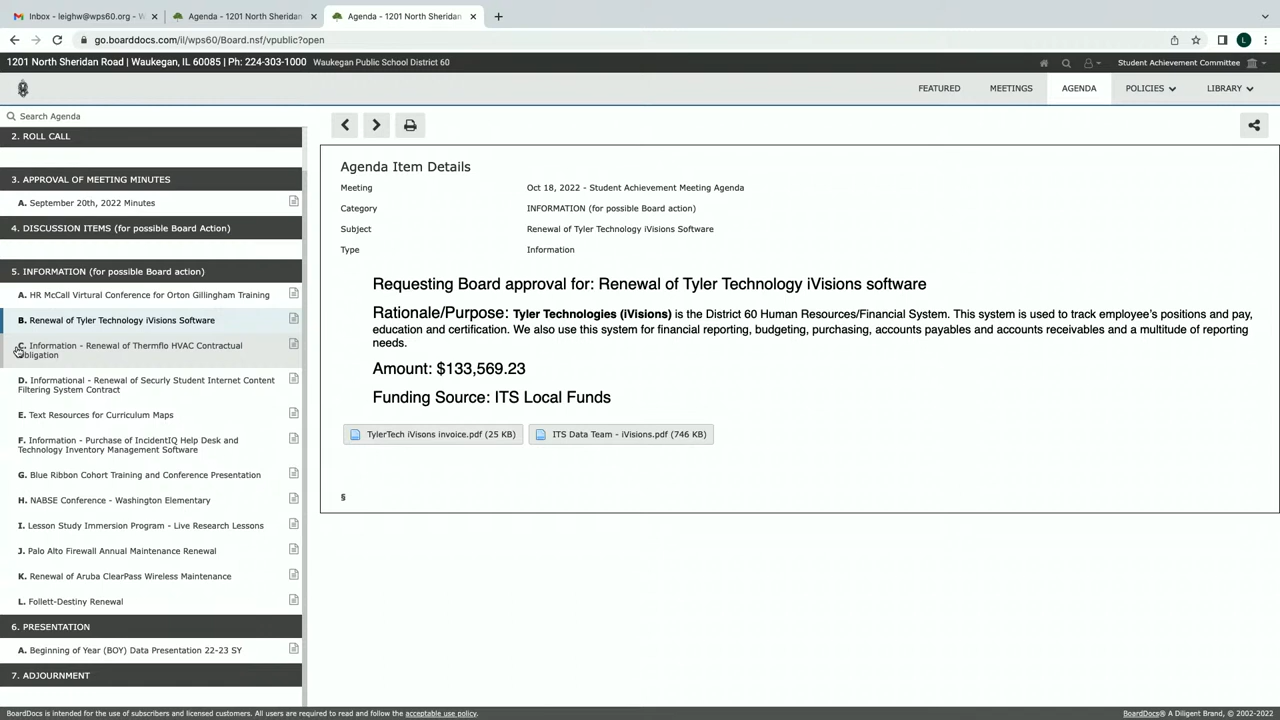 Inbox - leighw@wps60.org - W
Agenda - 1201 North Sheridan
Agenda - 1201 North Sheridan
go.boarddocs.com/il/wps60/Board.nsf/vpublic?open
L
1201 North Sheridan Road | Waukegan, IL 60085 | Ph: 224-303-1000 Waukegan Public School District 60
Student Achievement Committee
FEATURED MEETINGS AGENDA POLICIES LIBRARY
Search Agenda
2. ROLL CALL
3. APPROVAL OF MEETING MINUTES
A. September 20th, 2022 Minutes
4. DISCUSSION ITEMS (for possible Board Action)
5. INFORMATION (for possible Board action)
A. HR McCall Virtural Conference for Orton Gillingham Training
B. Renewal of Tyler Technology iVisions Software
C. Information - Renewal of Thermflo HVAC Contractual
Obligation
D. Informational - Renewal of Securly Student Internet Content
Filtering System Contract
E. Text Resources for Curriculum Maps
F. Information - Purchase of IncidentIQ Help Desk and
Technology Inventory Management Software
G. Blue Ribbon Cohort Training and Conference Presentation
H. NABSE Conference - Washington Elementary
I. Lesson Study Immersion Program - Live Research Lessons
J. Palo Alto Firewall Annual Maintenance Renewal
K. Renewal of Aruba ClearPass Wireless Maintenance
L. Follett-Destiny Renewal
6. PRESENTATION
A. Beginning of Year (BOY) Data Presentation 22-23 SY
7. ADJOURNMENT
Agenda Item Details
Meeting Oct 18, 2022 - Student Achievement Meeting Agenda
Category INFORMATION (for possible Board action)
Subject Renewal of Tyler Technology iVisions Software
Type Information
Requesting Board approval for: Renewal of Tyler Technology iVisions software
Rationale/Purpose: Tyler Technologies (iVisions) is the District 60 Human Resources/Financial System. This system is used to track employee's positions and pay,
education and certification. We also use this system for financial reporting, budgeting, purchasing, accounts payables and accounts receivables and a multitude of reporting
needs.
Amount: $133,569.23
Funding Source: ITS Local Funds
TylerTech iVisons invoice.pdf (25 KB) ITS Data Team - iVisions.pdf (746 KB)
§
BoardDocs is intended for the use of subscribers and licensed customers. All users are required to read and follow the acceptable use policy.
BoardDocs® A Diligent Brand, © 2002-2022